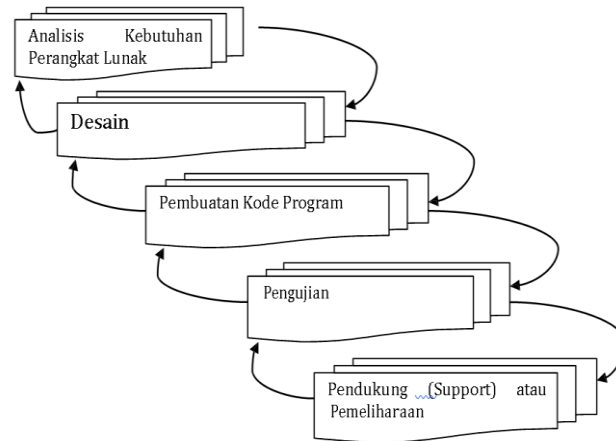 Analisis Kebutuhan
Perangkat Lunak
Desain
Pembuatan Kode Program
Pengujian
Pendukung (Support) atau
Pemeliharaan